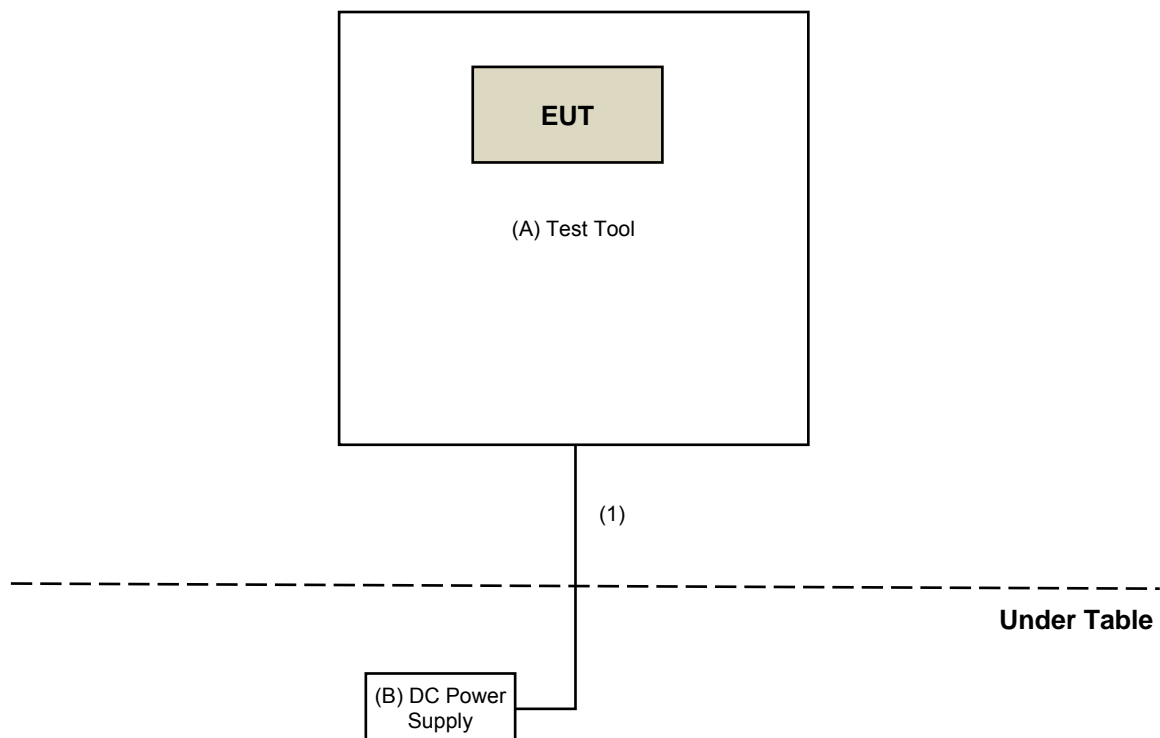 EUT
(A) Test Tool
(1)
Under Table
(B) DC Power
Supply